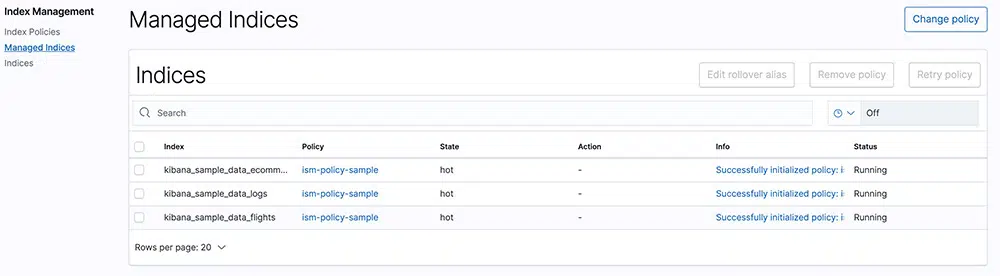 Index Management
Index Policies
Managed Indices
Indices
Managed Indices
Change policy
Indices
Edit rollover alias
Remove policy
Retry policy
Search
Off
Index Policy State Action Info Status
kibana_sample_data_ecomm... ism-policy-sample hot - Successfully initialized policy: i Running
kibana_sample_data_logs ism-policy-sample hot - Successfully initialized policy: i Running
kibana_sample_data_flights ism-policy-sample hot - Successfully initialized policy: i Running
Rows per page: 20